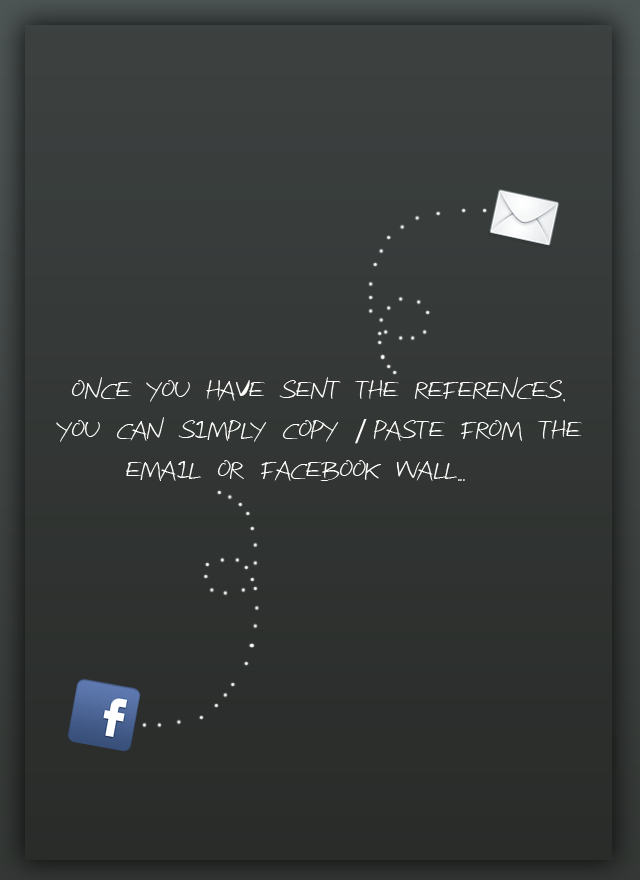 ONCE YOU HAVE SENT THE REFERENCES,
YOU CAN SIMPLY COPY / PASTE FROM THE
EMAIL OR FACEBOOK WALL...
f